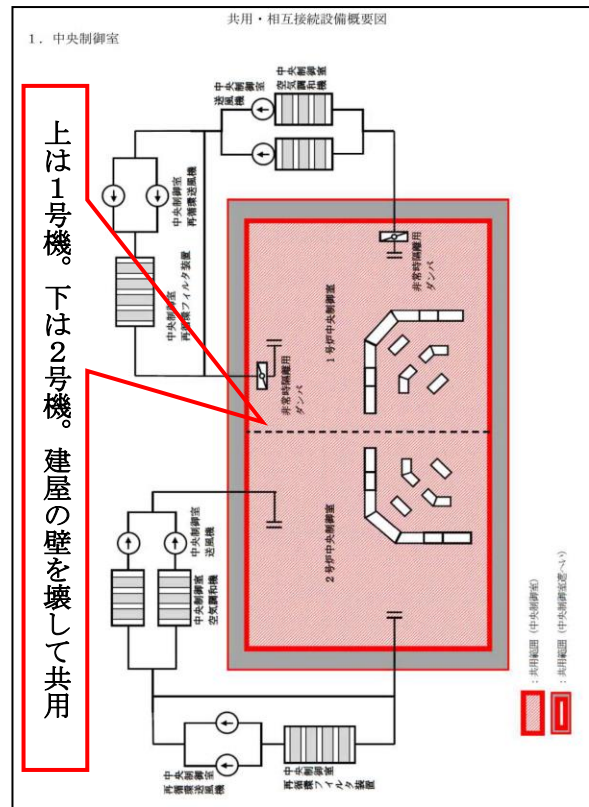 共用・相互接続設備概要図
1. 中央制御室
上は1号機。下は2号機。建屋の壁を壊して共用
中央制御室
送風機
中央制御室
空気調和機
中央制御室
再循環送風機
中央制御室
再循環フィルタ装置
非常時隔離用
ダンパ
非常時隔離用
ダンパ
1号炉中央制御室
2号炉中央制御室
中央制御室
送風機
中央制御室
空気調和機
中央制御室
再循環送風機
中央制御室
再循環フィルタ装置
:共用範囲(中央制御室)
:共用範囲(中央制御室遮へい)